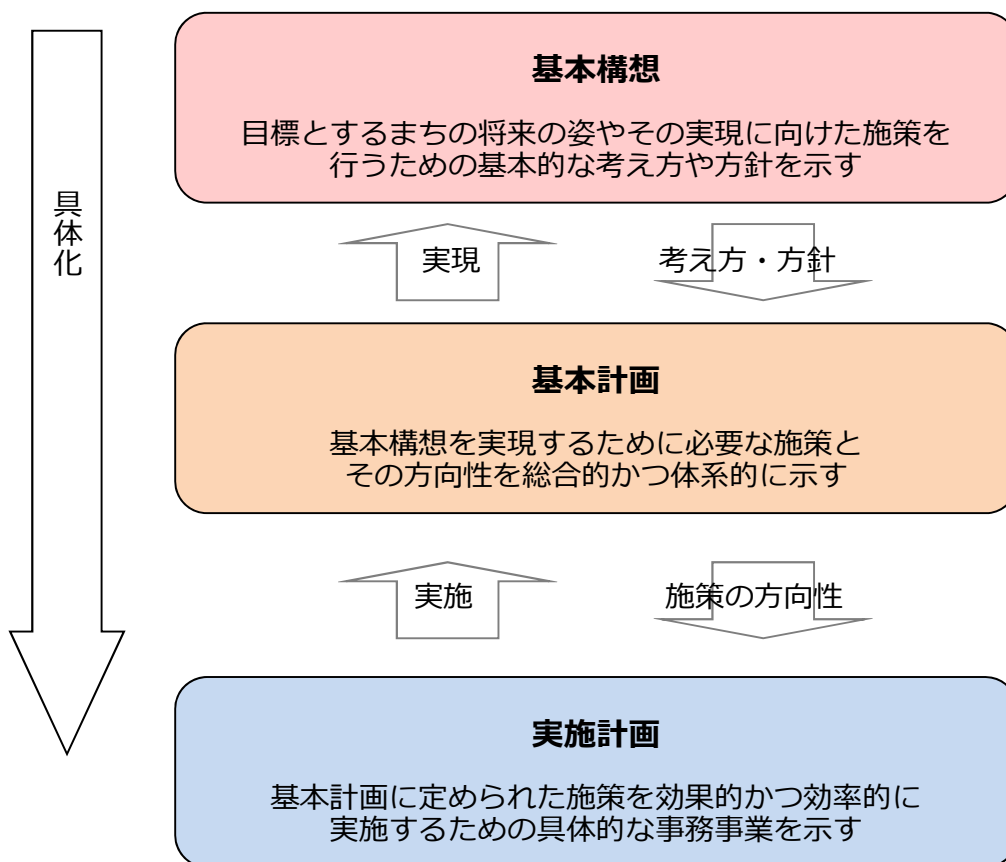 具体化
基本構想
目標とするまちの将来の姿やその実現に向けた施策を
行うための基本的な考え方や方針を示す
実現
考え方・方針
基本計画
基本構想を実現するために必要な施策と
その方向性を総合的かつ体系的に示す
実施
施策の方向性
実施計画
基本計画に定められた施策を効果的かつ効率的に
実施するための具体的な事務事業を示す